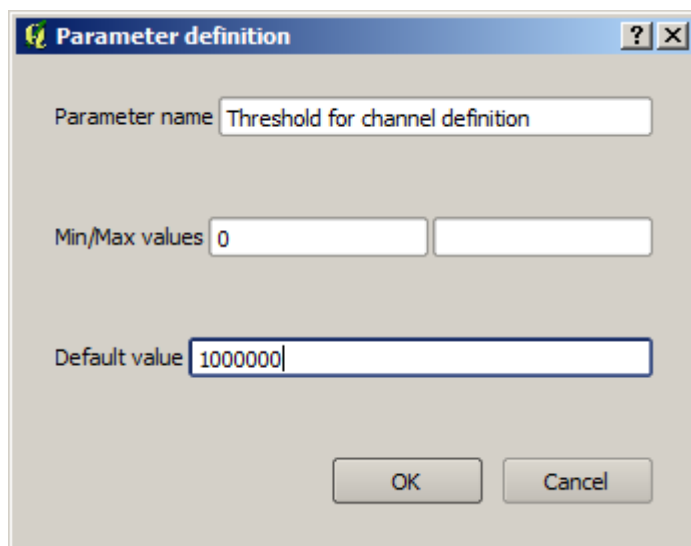 Parameter definition
Parameter name Threshold for channel definition
Min/Max values 0
Default value 1000000
OK Cancel